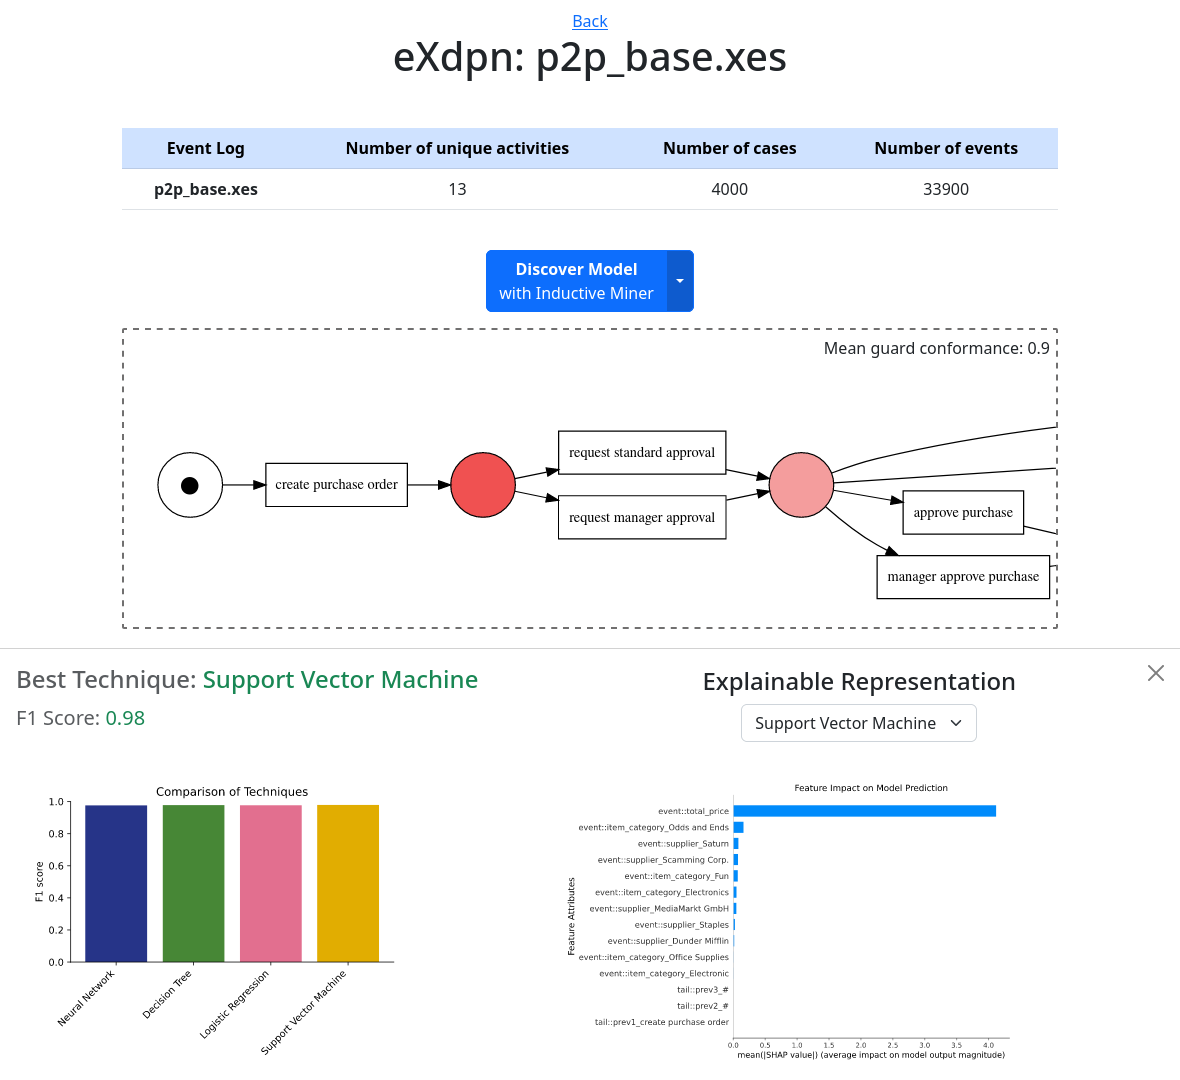 Back
eXdpn: p2p_base.xes
Event Log Number of unique activities Number of cases Number of events
p2p_base.xes 13 4000 33900
Discover Model
with Inductive Miner
Mean guard conformance: 0.9
create purchase order
request standard approval
request manager approval
approve purchase
manager approve purchase
Best Technique: Support Vector Machine
F1 Score: 0.98
Explainable Representation
Support Vector Machine
Comparison of Techniques
F1 score
1.0
0.8
0.6
0.4
0.2
0.0
Neural Network
Decision Tree
Logistic Regression
Support Vector Machine
Feature Impact on Model Prediction
Feature Attributes
event::total_price
event::item_category_Odds and Ends
event::supplier_Saturn
event::supplier_Scamming Corp.
event::item_category_Fun
event::item_category_Electronics
event::supplier_MediaMarkt GmbH
event::supplier_Staples
event::supplier_Dunder Mifflin
event::item_category_Office Supplies
event::item_category_Electronic
tail::prev3_#
tail::prev2_#
tail::prev1_create purchase order
0.0 0.5 1.0 1.5 2.0 2.5 3.0 3.5 4.0
mean(|SHAP value|) (average impact on model output magnitude)